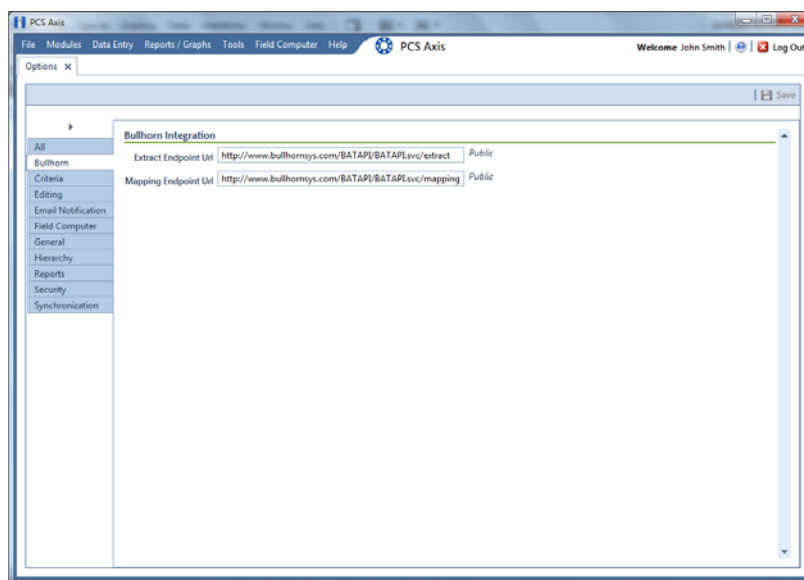 PCS Axis
File Modules Data Entry Reports / Graphs Tools Field Computer Help PCS Axis Welcome John Smith | | Log Out
Options
Save
All
Bullhorn
Criteria
Editing
Email Notification
Field Computer
General
Hierarchy
Reports
Security
Synchronization
Bullhorn Integration
Extract Endpoint Url http://www.bullhornsys.com/BATAPI/BATAPI.svc/extract Public
Mapping Endpoint Url http://www.bullhornsys.com/BATAPI/BATAPI.svc/mapping Public